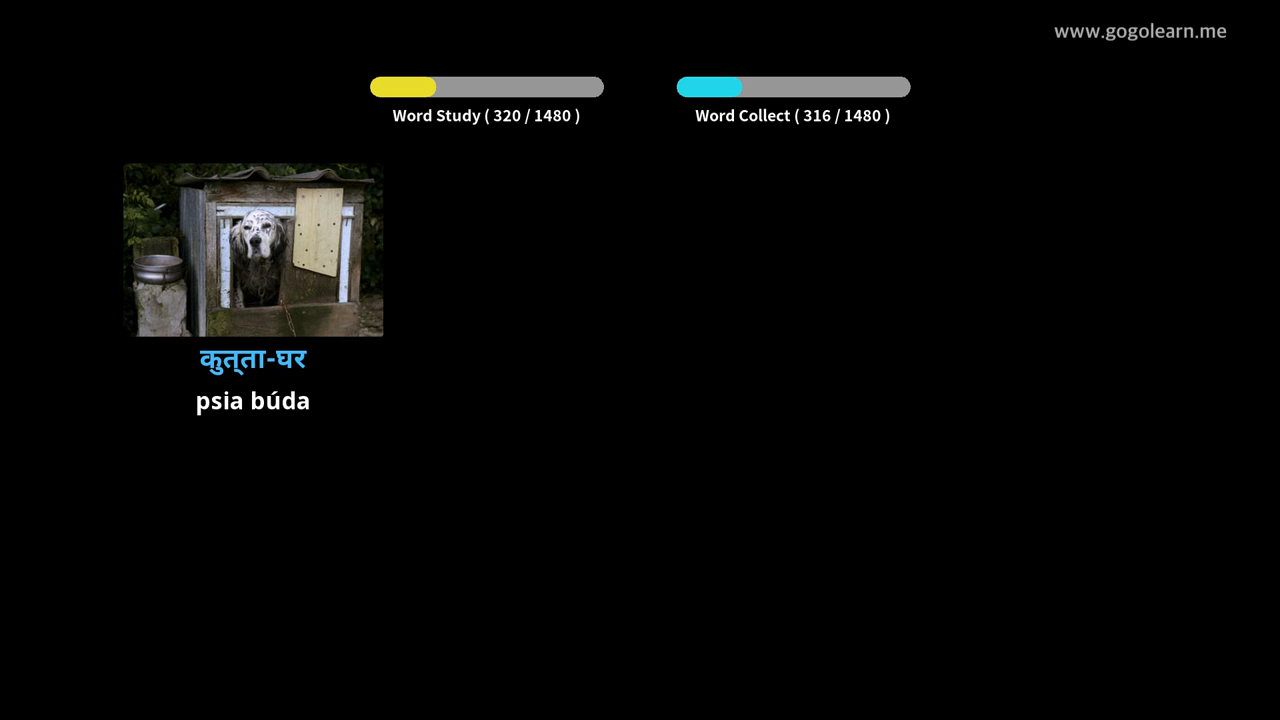 www.gogolearn.me
Word Study ( 320 / 1480 )
Word Collect ( 316 / 1480 )
कुत्ता-घर
psia búda